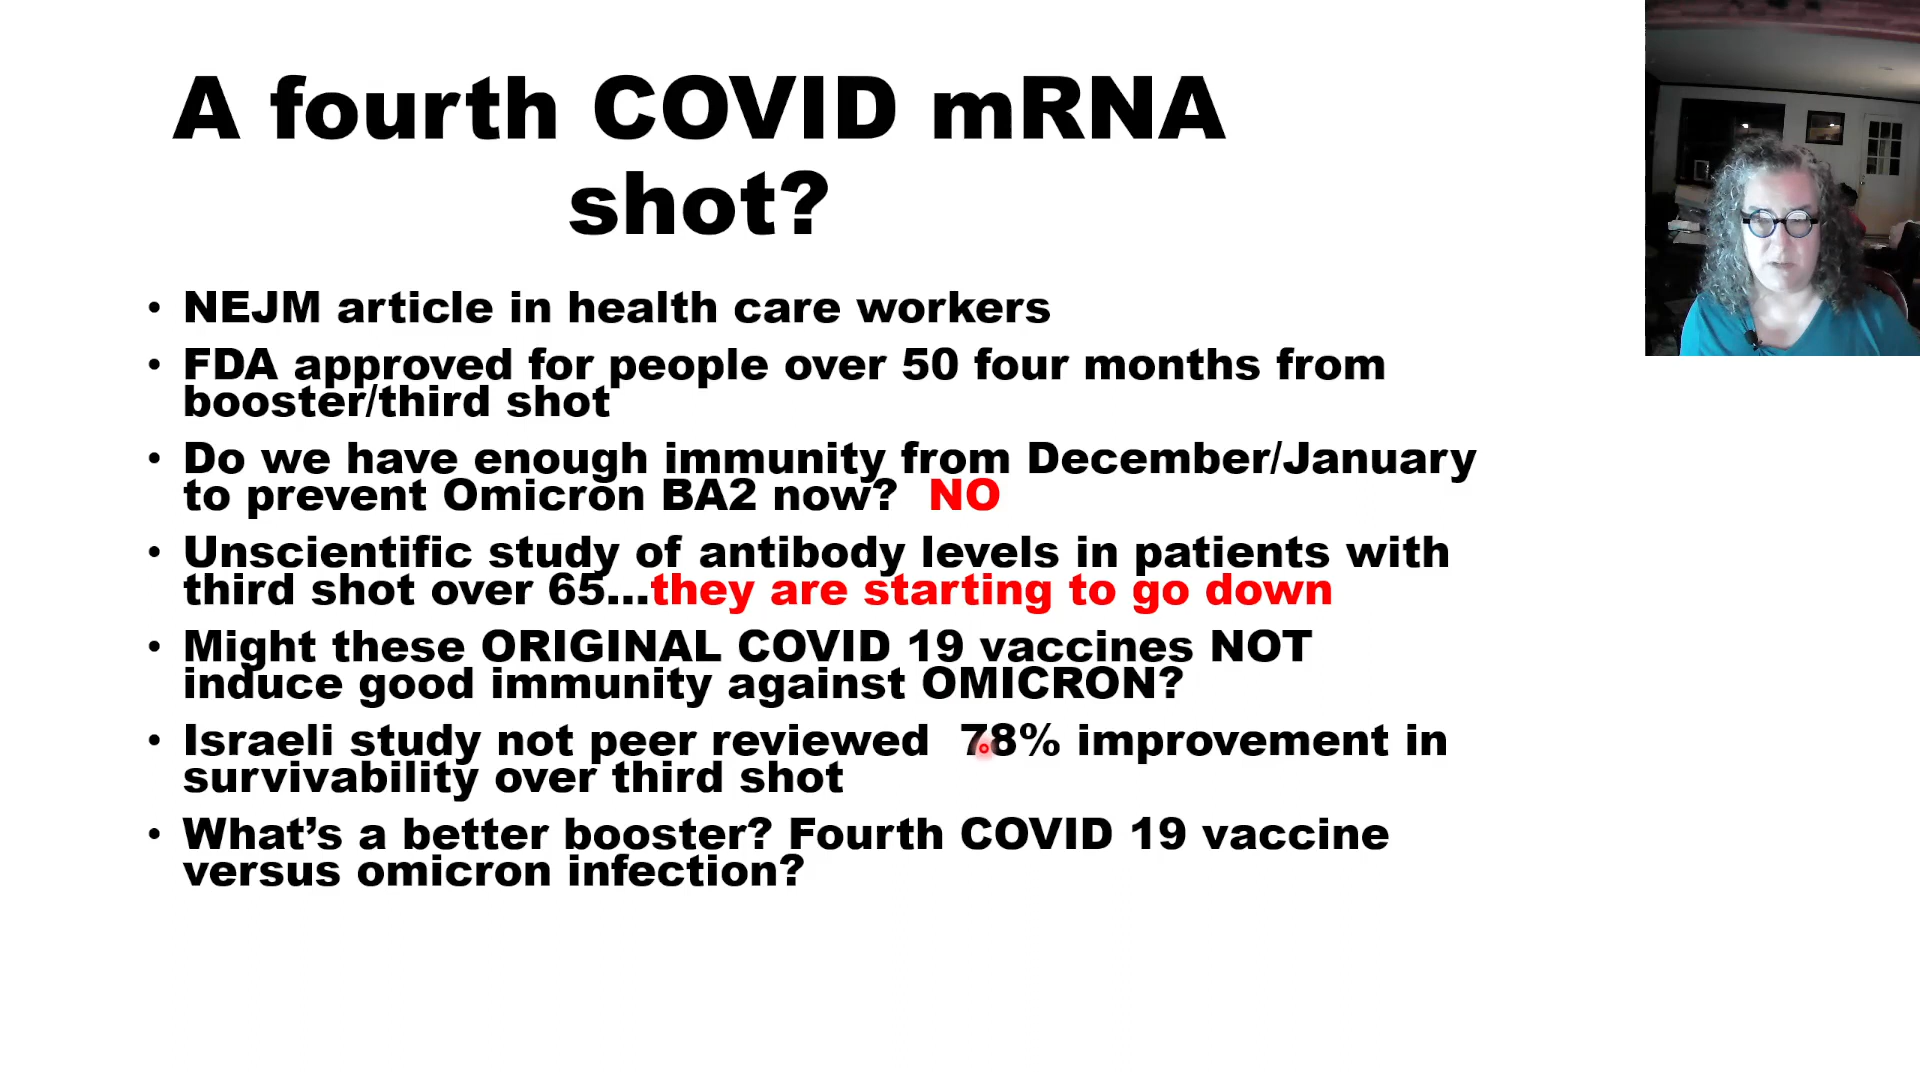 A fourth COVID mRNA
shot?
• NEJM article in health care workers
• FDA approved for people over 50 four months from
booster/third shot
• Do we have enough immunity from December/January
to prevent Omicron BA2 now? NO
• Unscientific study of antibody levels in patients with
third shot over 65...they are starting to go down
• Might these ORIGINAL COVID 19 vaccines NOT
induce good immunity against OMICRON?
• Israeli study not peer reviewed 78% improvement in
survivability over third shot
• What’s a better booster? Fourth COVID 19 vaccine
versus omicron infection?